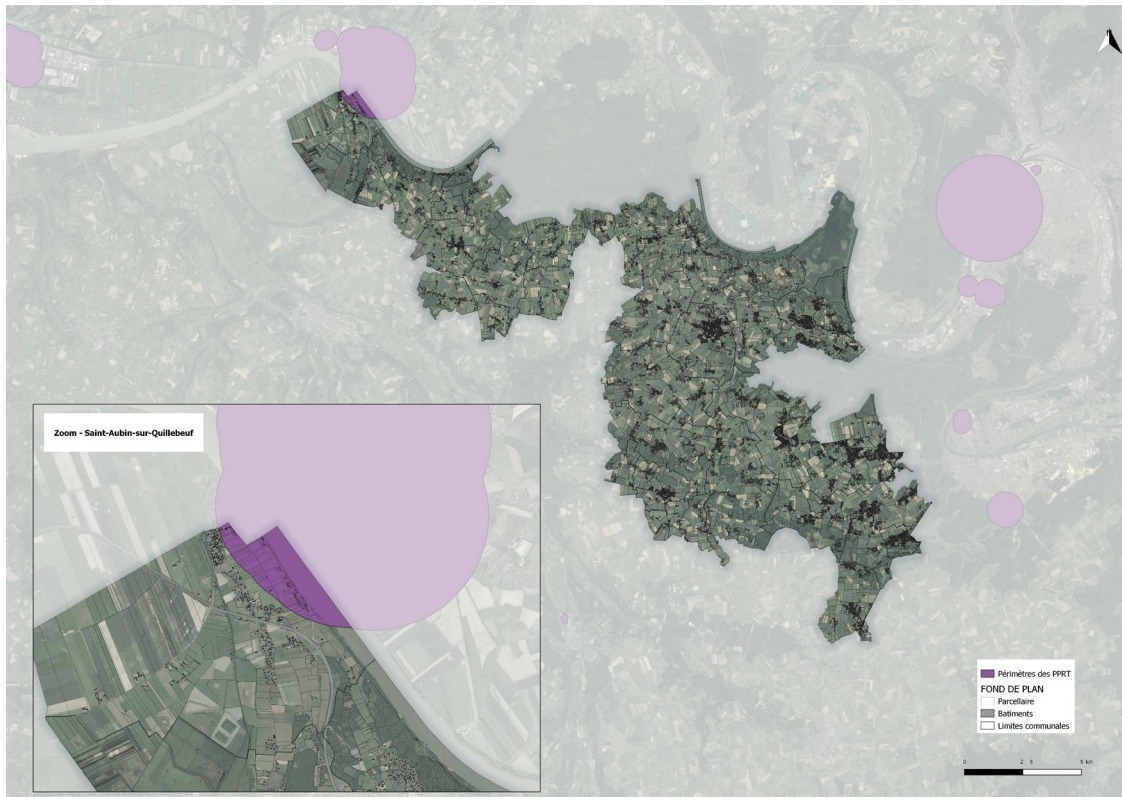 Zoom - Saint-Aubin-sur-Quillebeuf
Périmètres des PPRT
FOND DE PLAN
Parcellaire
Batiments
Limites communales
0 2.5 5 km